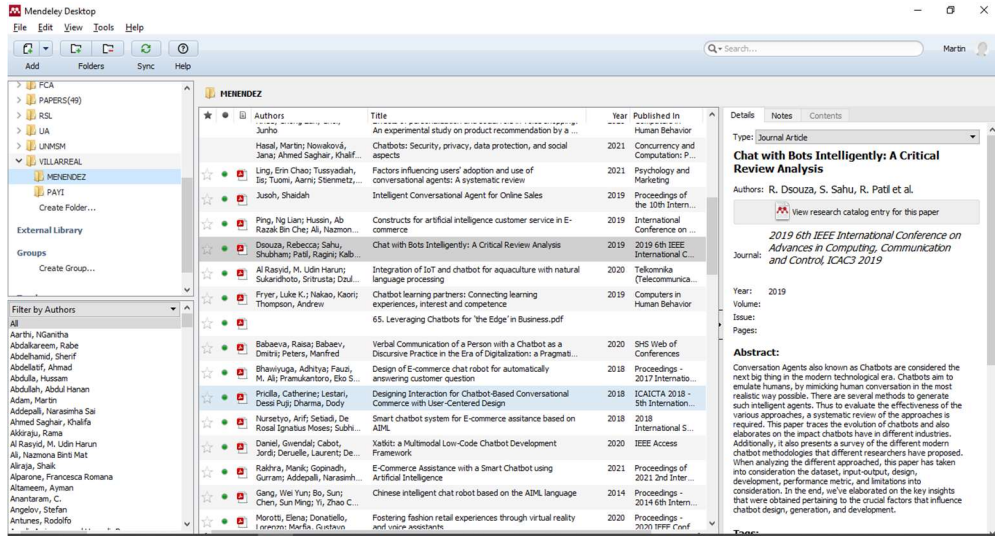 Mendeley Desktop
File Edit View Tools Help
Search...
Martin
Add Folders Sync Help
FCA
PAPERS(49)
RSL
UA
UNMSM
VILLARREAL
MENENDEZ
PAYI
Create Folder...
External Library
Groups
Create Group...
Filter by Authors
All
Aarthi, NGanitha
Abdalkareem, Rabe
Abdelhamid, Sherif
Abdellatif, Ahmad
Abdulla, Hussam
Abdullah, Abdul Hanan
Adam, Martin
Addepalli, Narasimha Sai
Ahmed Saghair, Khalifa
Akkiraju, Rama
Al Rasyid, M. Udin Harun
Ali, Nazmona Binti Mat
Aliraja, Shaik
Alparone, Francesca Romana
Altameem, Ayman
Anantaram, C.
Angelov, Stefan
Antunes, Rodolfo
MENENDEZ
Authors Title Year Published In
Junho An experimental study on product recommendation by a ... Human Behavior
Hasal, Martin; Nowaková, Chatbots: Security, privacy, data protection, and social 2021 Concurrency and
Jana; Ahmed Saghair, Khalif... aspects Computation: P...
Ling, Erin Chao; Tussyadiah, Factors influencing users' adoption and use of 2021 Psychology and
Iis; Tuomi, Aarni; Stienmetz,... conversational agents: A systematic review Marketing
Jusoh, Shaidah Intelligent Conversational Agent for Online Sales 2019 Proceedings of
the 10th Intern...
Ping, Ng Lian; Hussin, Ab Constructs for artificial intelligence customer service in E- 2019 International
Razak Bin Che; Ali, Nazmon... commerce Conference on ...
Dsouza, Rebecca; Sahu, Chat with Bots Intelligently: A Critical Review Analysis 2019 2019 6th IEEE
Shubham; Patil, Ragini; Kalb... International C...
Al Rasyid, M. Udin Harun; Integration of IoT and chatbot for aquaculture with natural 2020 Telkomnika
Sukaridhoto, Sritrusta; Dzul... language processing (Telecommunica...
Fryer, Luke K.; Nakao, Kaori; Chatbot learning partners: Connecting learning 2019 Computers in
Thompson, Andrew experiences, interest and competence Human Behavior
65. Leveraging Chatbots for 'the Edge' in Business.pdf
Babaeva, Raisa; Babaev, Verbal Communication of a Person with a Chatbot as a 2020 SHS Web of
Dmitrii; Peters, Manfred Discursive Practice in the Era of Digitalization: a Pragmati... Conferences
Bhawiyuga, Adhitya; Fauzi, Design of E-commerce chat robot for automatically 2018 Proceedings -
M. Ali; Pramukantoro, Eko S... answering customer question 2017 Internatio...
Pricilla, Catherine; Lestari, Designing Interaction for Chatbot-Based Conversational 2018 ICAICTA 2018 -
Dessi Puji; Dharma, Dody Commerce with User-Centered Design 5th Internation...
Nursetyo, Arif; Setiadi, De Smart chatbot system for E-commerce assitance based on 2018 2018
Rosal Ignatius Moses; Subhi... AIML International S...
Daniel, Gwendal; Cabot, Xatkit: a Multimodal Low-Code Chatbot Development 2020 IEEE Access
Jordi; Deruelle, Laurent; De... Framework
Rakhra, Manik; Gopinadh, E-Commerce Assistance with a Smart Chatbot using 2021 Proceedings of
Gurram; Addepalli, Narasimh... Artificial Intelligence 2021 2nd Inter...
Gang, Wei Yun; Bo, Sun; Chinese intelligent chat robot based on the AIML language 2014 Proceedings -
Chen, Sun Ming; Yi, Zhao C... 2014 6th Intern...
Morotti, Elena; Donatiello, Fostering fashion retail experiences through virtual reality 2020 Proceedings -
Lorenzo; Marfia, Gustavo and voice assistants 2020 IEEE Conf
Details Notes Contents
Type: Journal Article
Chat with Bots Intelligently: A Critical
Review Analysis
Authors: R. Dsouza, S. Sahu, R. Patil et al.
View research catalog entry for this paper
Journal: 2019 6th IEEE International Conference on
Advances in Computing, Communication
and Control, ICAC3 2019
Year: 2019
Volume:
Issue:
Pages:
Abstract:
Conversation Agents also known as Chatbots are considered the
next big thing in the modern technological era. Chatbots aim to
emulate humans, by mimicking human conversation in the most
realistic way possible. There are several methods to generate
such intelligent agents. Thus to evaluate the effectiveness of the
various approaches, a systematic review of the approaches is
required. This paper traces the evolution of chatbots and also
elaborates on the impact chatbots have in different industries.
Additionally, it also presents a survey of the different modern
chatbot methodologies that different researchers have proposed.
When analyzing the different approached, this paper has taken
into consideration the dataset, input-output, design,
development, performance metric, and limitations into
consideration. In the end, we've elaborated on the key insights
that were obtained pertaining to the crucial factors that influence
chatbot design, generation, and development.
Tags: